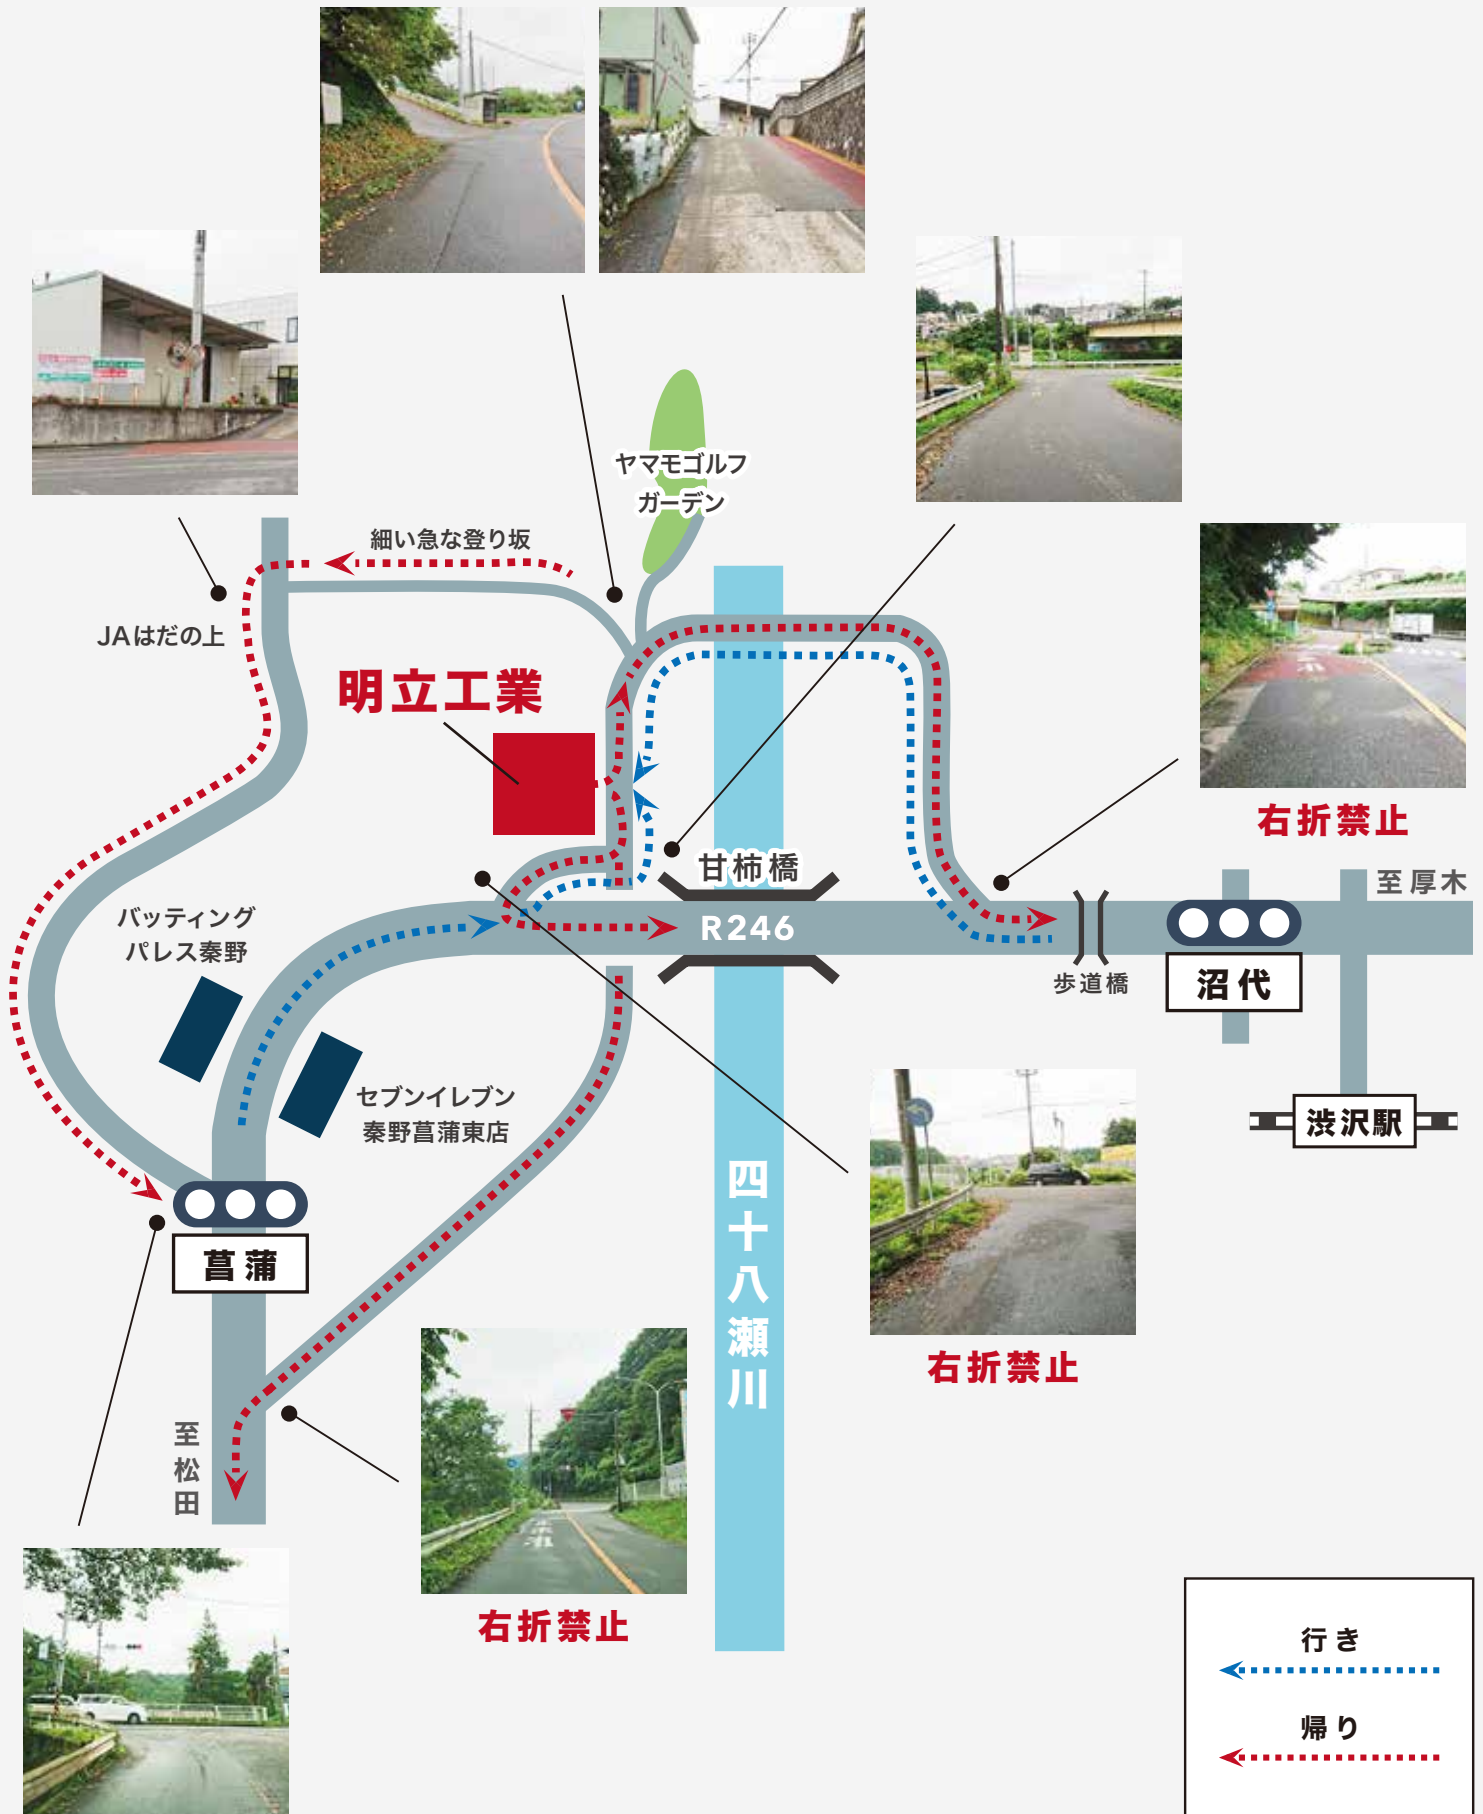 ヤマモゴルフ
ガーデン
細い急な登り坂
JAはだの上
明立工業
右折禁止
至厚木
甘柿橋
R246
バッティング
パレス秦野
歩道橋
沼代
セブンイレブン
秦野菖蒲東店
渋沢駅
四十八瀬川
菖蒲
右折禁止
至松田
右折禁止
行き
帰り